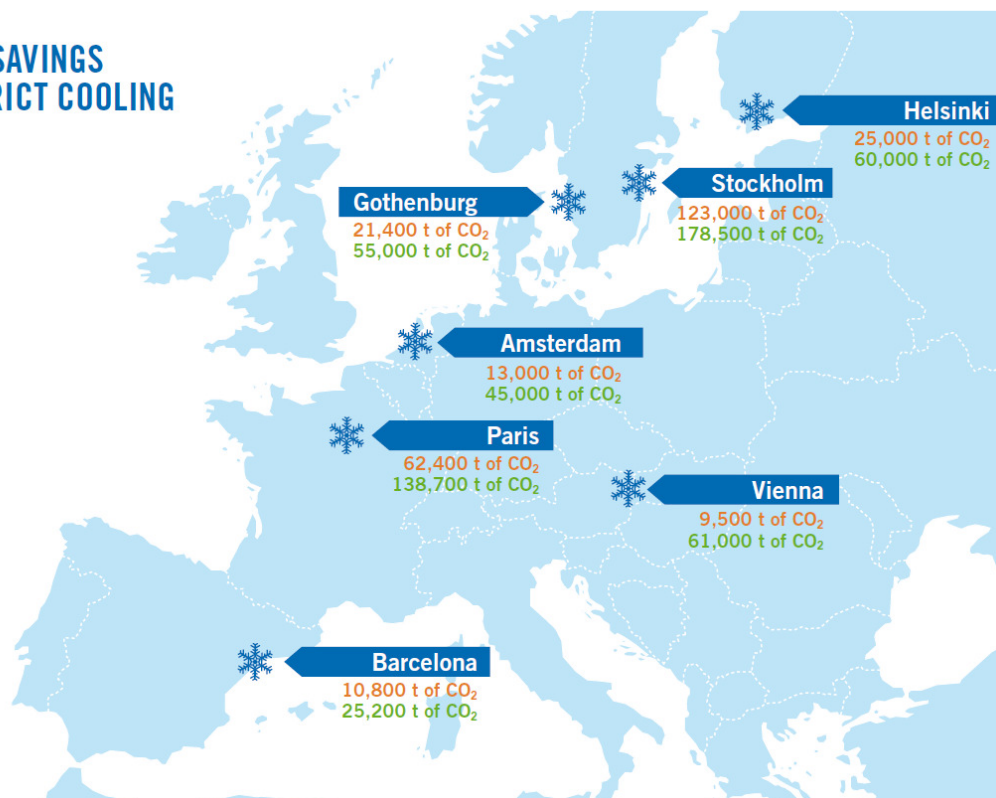 SAVINGS
RICT COOLING
Helsinki
25,000 t of CO₂
60,000 t of CO₂
Stockholm
123,000 t of CO₂
178,500 t of CO₂
Gothenburg
21,400 t of CO₂
55,000 t of CO₂
Amsterdam
13,000 t of CO₂
45,000 t of CO₂
Paris
62,400 t of CO₂
138,700 t of CO₂
Vienna
9,500 t of CO₂
61,000 t of CO₂
Barcelona
10,800 t of CO₂
25,200 t of CO₂